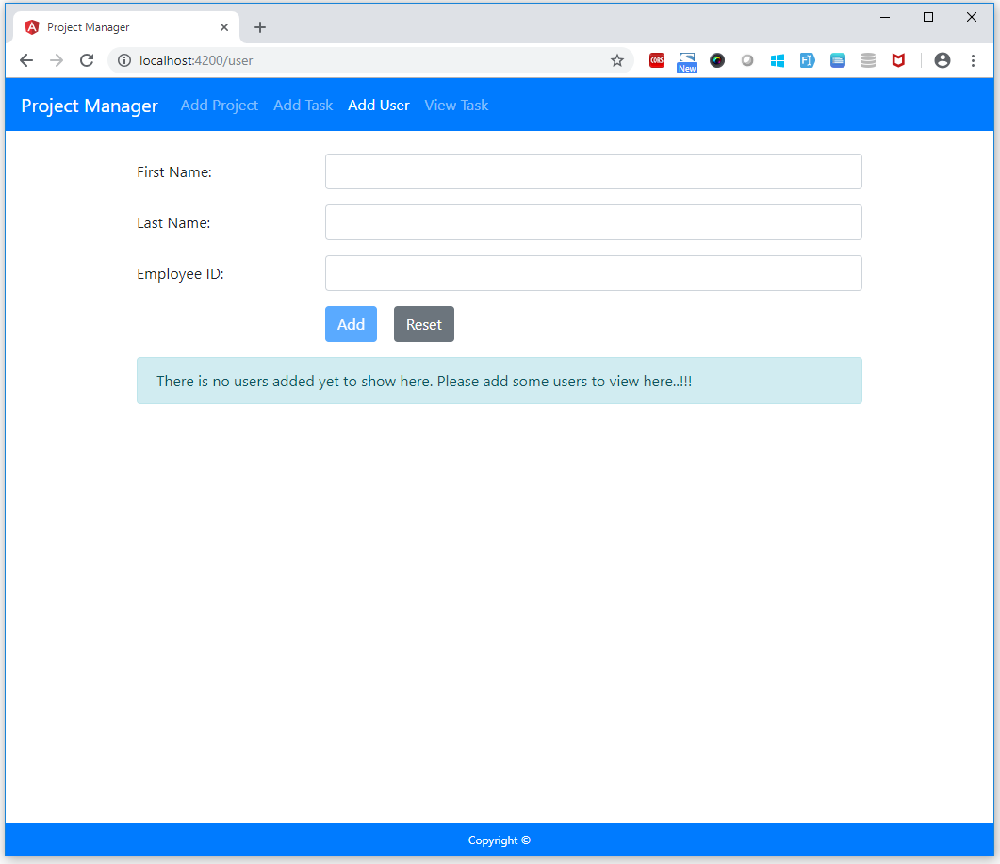 Project Manager
localhost:4200/user
CORS
New
Project Manager Add Project Add Task Add User View Task
First Name:
Last Name:
Employee ID:
Add Reset
There is no users added yet to show here. Please add some users to view here..!!!
Copyright ©